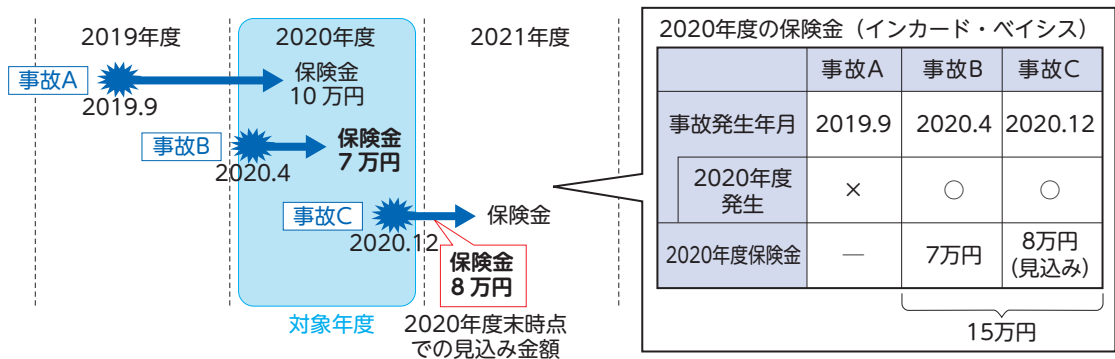 2019年度
2020年度
2021年度
事故A
2019.9
保険金
10万円
事故B
2020.4
保険金
7万円
事故C
2020.12
保険金
保険金
8万円
対象年度
2020年度末時点
での見込み金額
2020年度の保険金（インカード・ベイシス）
事故A 事故B 事故C
事故発生年月 2019.9 2020.4 2020.12
2020年度
発生 × ○ ○
2020年度保険金 — 7万円 8万円
(見込み)
15万円